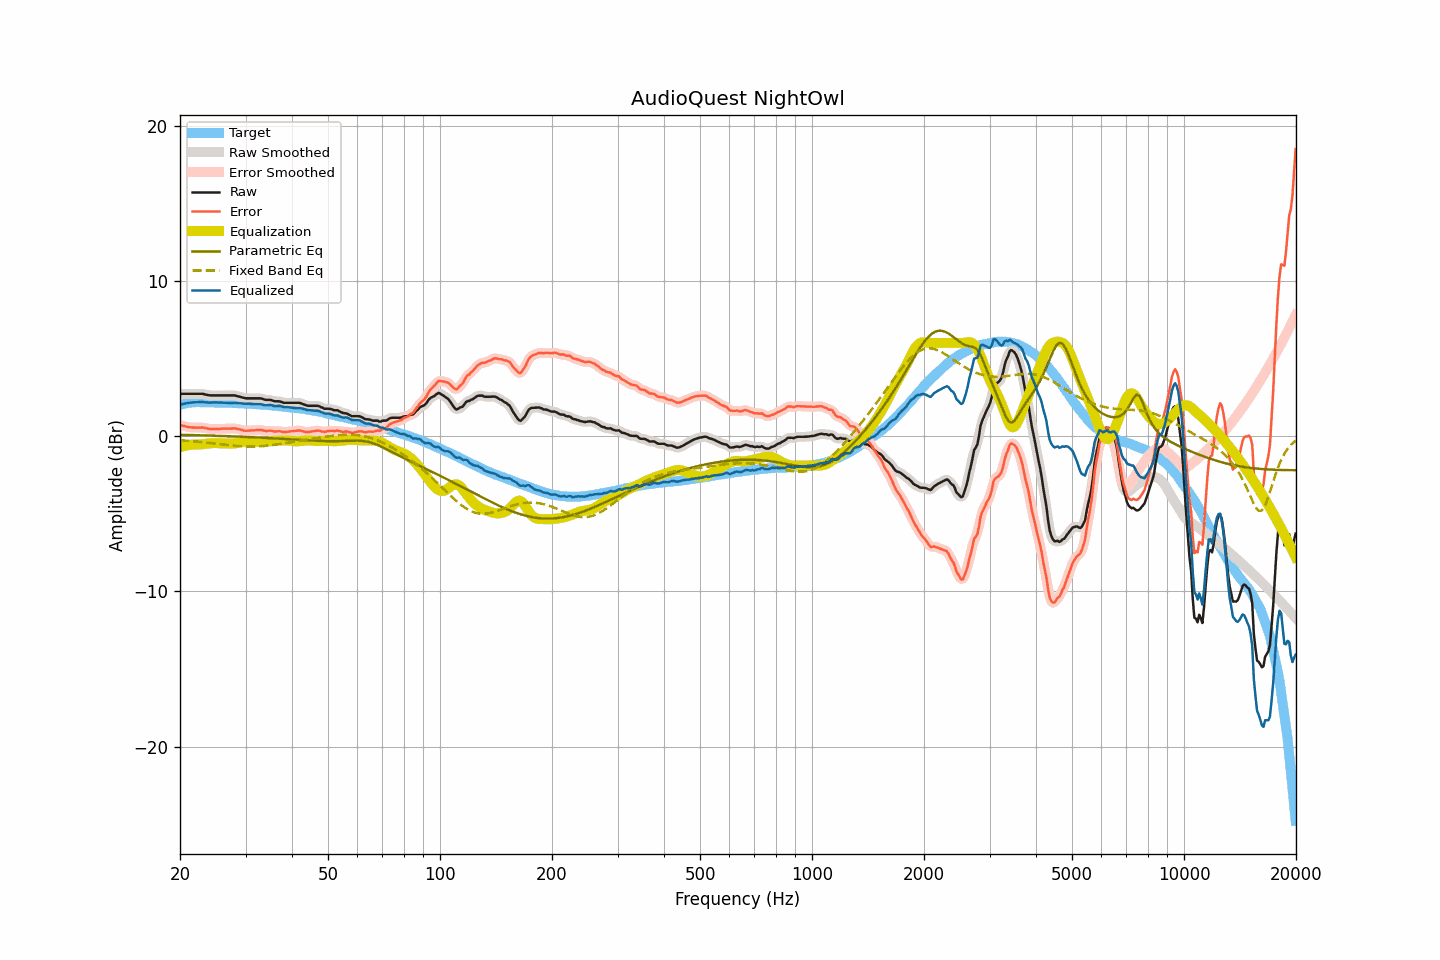 AudioQuest NightOwl
20
10
0
−10
−20
Amplitude (dBr)
Target
Raw Smoothed
Error Smoothed
Raw
Error
Equalization
Parametric Eq
Fixed Band Eq
Equalized
20 50 100 200 500 1000 2000 5000 10000 20000
Frequency (Hz)